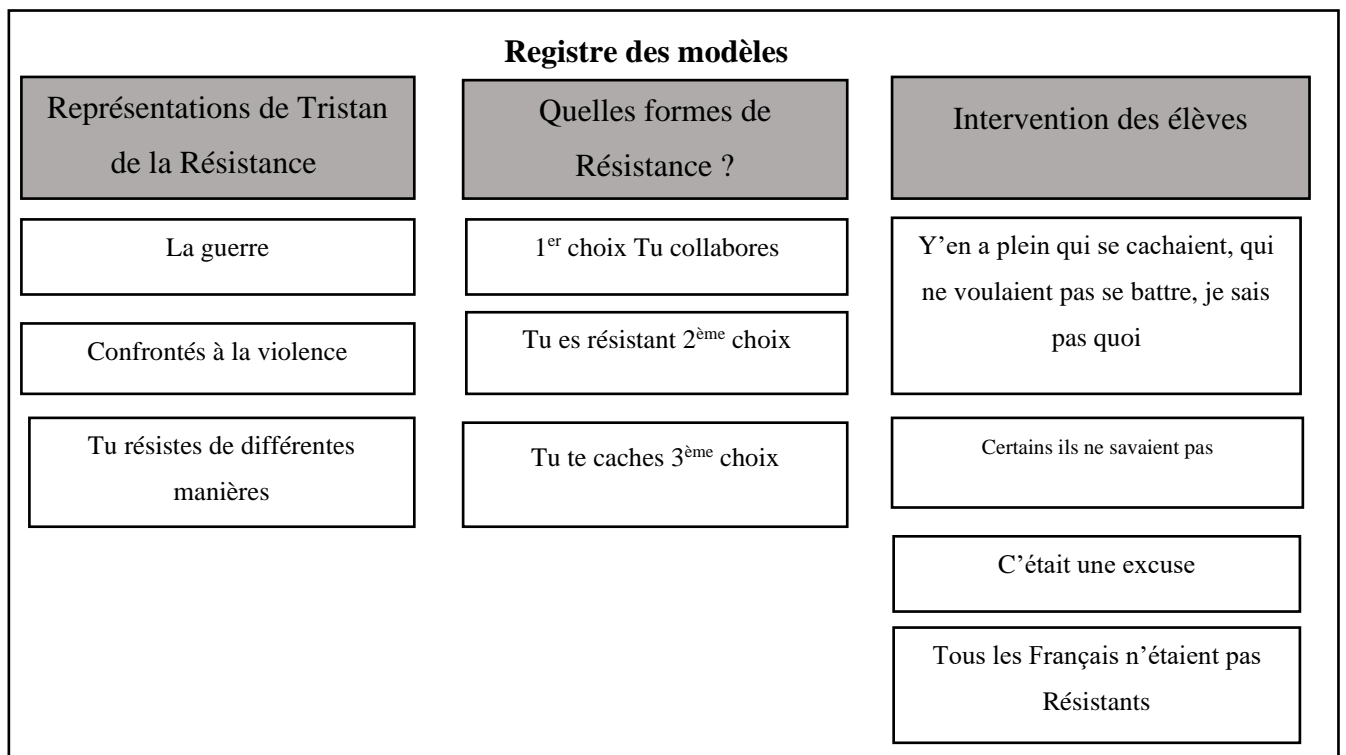 Registre des modèles
Représentations de Tristan
de la Résistance
La guerre
Confrontés à la violence
Tu résistes de différentes
manières
Quelles formes de
Résistance ?
1er choix Tu collabores
Tu es résistant 2ème choix
Tu te caches 3ème choix
Intervention des élèves
Y’en a plein qui se cachaient, qui
ne voulaient pas se battre, je sais
pas quoi
Certains ils ne savaient pas
C’était une excuse
Tous les Français n’étaient pas
Résistants